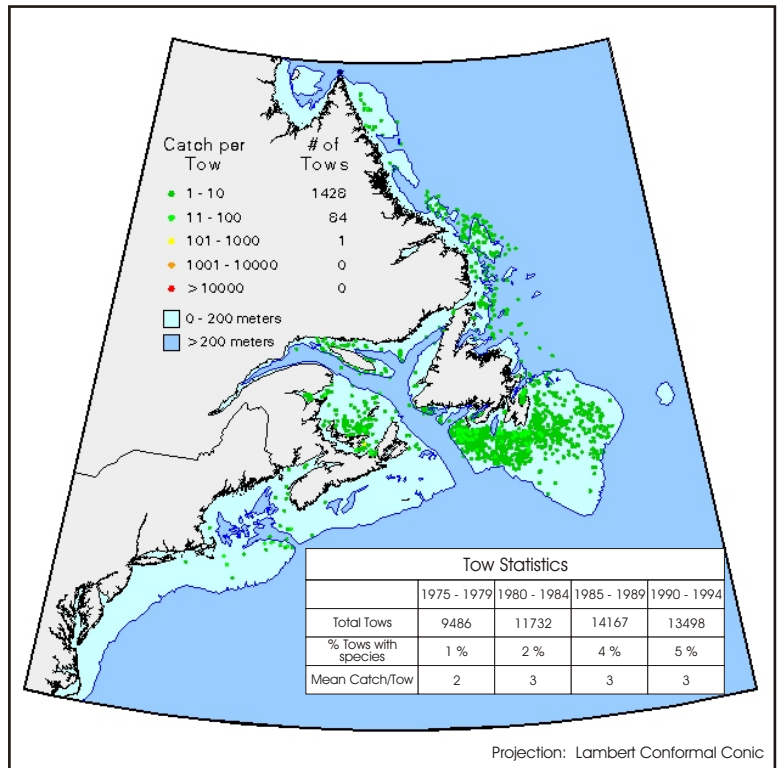 Catch per # of
Tow Tows
1 - 10 1428
11 - 100 84
101 - 1000 1
1001 - 10000 0
>10000 0
0 - 200 meters
>200 meters
Tow Statistics
1975 - 1979 1980 - 1984 1985 - 1989 1990 - 1994
Total Tows 9486 11732 14167 13498
% Tows with
species 1 % 2 % 4 % 5 %
Mean Catch/Tow 2 3 3 3
Projection: Lambert Conformal Conic